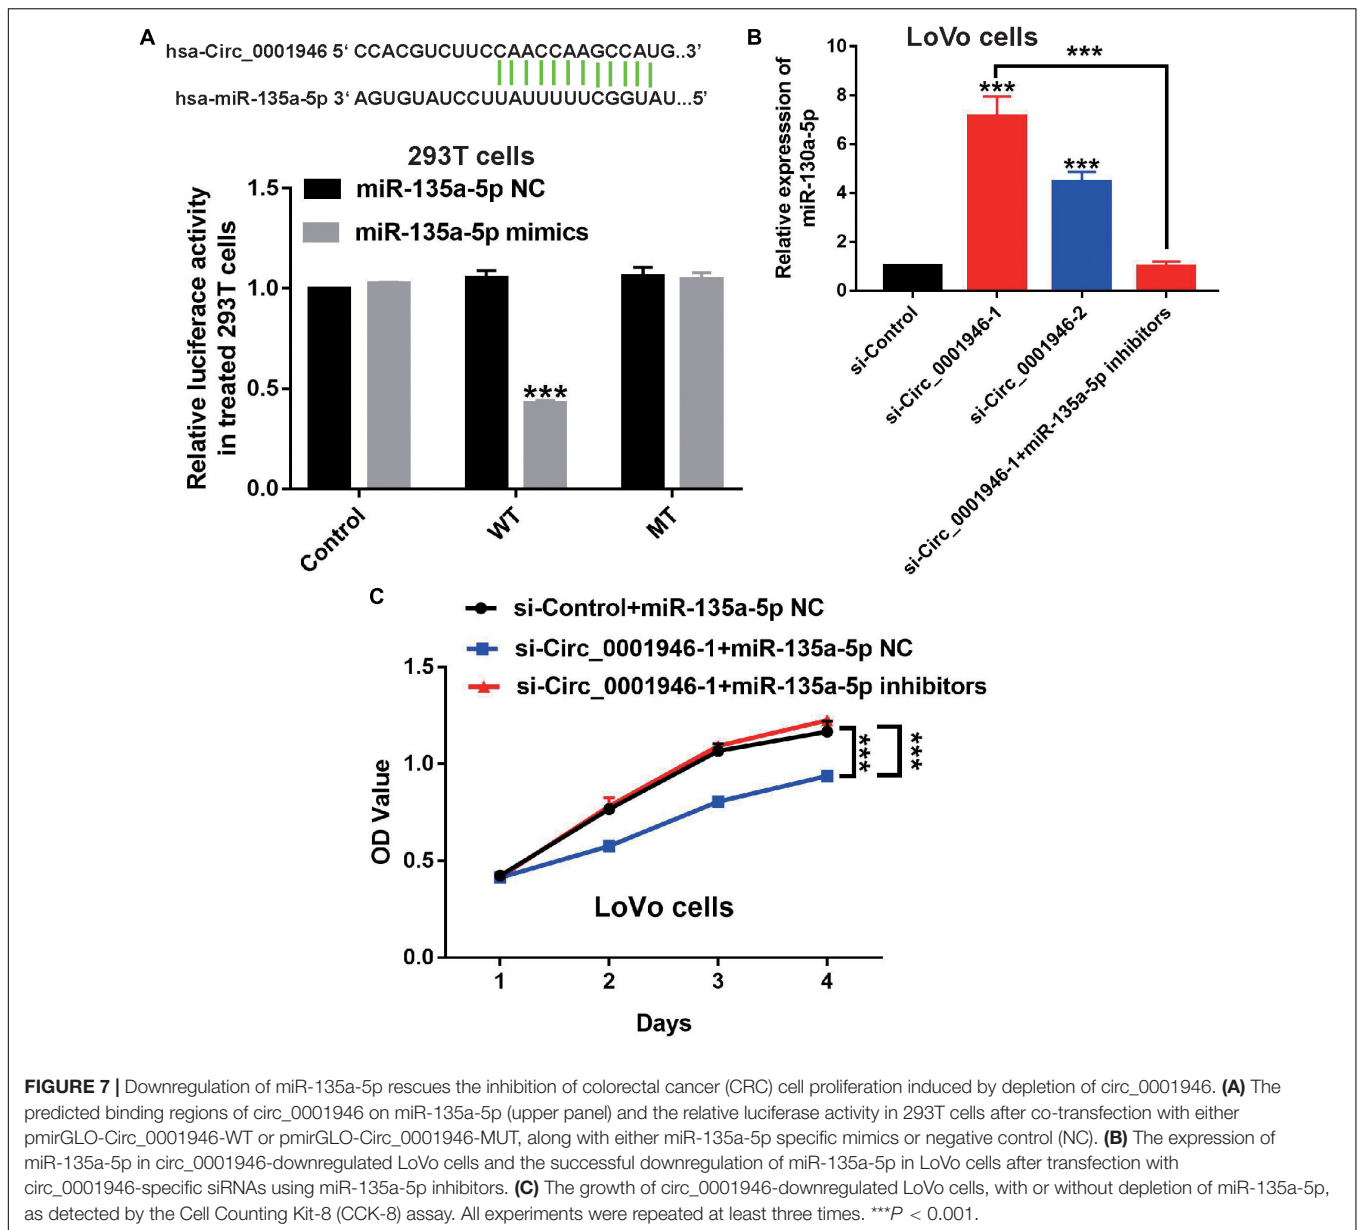 A
hsa-Circ_0001946 5‘ CCACGUCUUCCAACCAAGCCAUG..3’
hsa-miR-135a-5p 3‘ AGUGUAUCCUUAUUUUUCGGUAU...5’
293T cells
miR-135a-5p NC
miR-135a-5p mimics
Relative luciferace activity
in treated 293T cells
1.5
1.0
0.5
0.0
***
Control
WT
MT
B
LoVo cells
Relative expresssion of
miR-130a-5p
10
8
6
4
2
0
***
***
***
si-Control
si-Circ_0001946-1
si-Circ_0001946-2
si-Circ_0001946-1+miR-135a-5p inhibitors
C
si-Control+miR-135a-5p NC
si-Circ_0001946-1+miR-135a-5p NC
si-Circ_0001946-1+miR-135a-5p inhibitors
OD Value
1.5
1.0
0.5
0.0
***
***
LoVo cells
1 2 3 4
Days
FIGURE 7 | Downregulation of miR-135a-5p rescues the inhibition of colorectal cancer (CRC) cell proliferation induced by depletion of circ_0001946. (A) The
predicted binding regions of circ_0001946 on miR-135a-5p (upper panel) and the relative luciferase activity in 293T cells after co-transfection with either
pmirGLO-Circ_0001946-WT or pmirGLO-Circ_0001946-MUT, along with either miR-135a-5p specific mimics or negative control (NC). (B) The expression of
miR-135a-5p in circ_0001946-downregulated LoVo cells and the successful downregulation of miR-135a-5p in LoVo cells after transfection with
circ_0001946-specific siRNAs using miR-135a-5p inhibitors. (C) The growth of circ_0001946-downregulated LoVo cells, with or without depletion of miR-135a-5p,
as detected by the Cell Counting Kit-8 (CCK-8) assay. All experiments were repeated at least three times. ***P < 0.001.